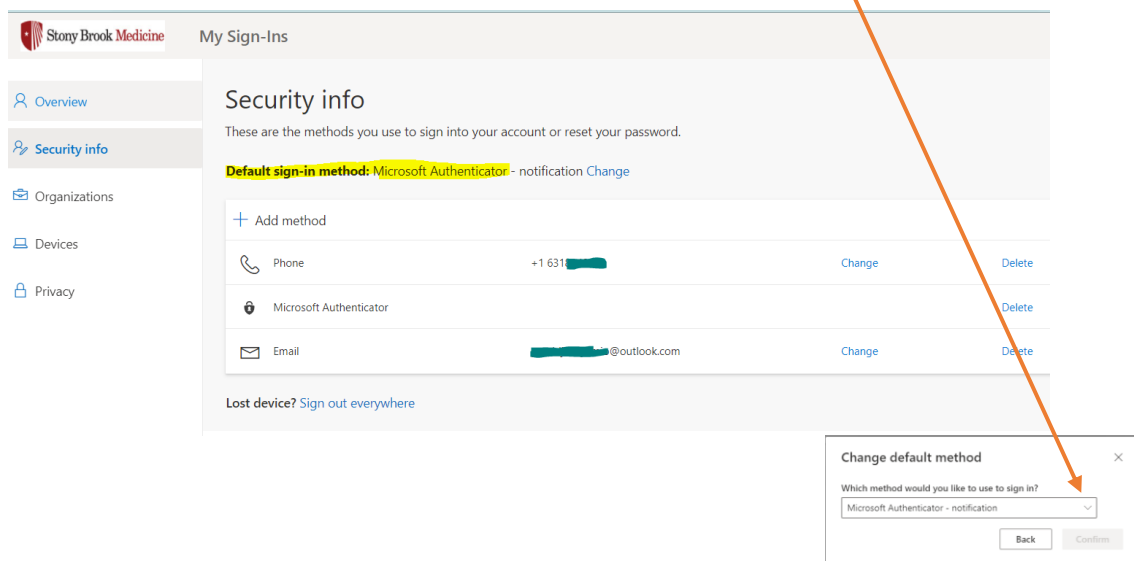 Stony Brook Medicine My Sign-Ins
Overview
Security info
Organizations
Devices
Privacy
Security info
These are the methods you use to sign into your account or reset your password.
Default sign-in method: Microsoft Authenticator - notification Change
+ Add method
Phone +1 631 Change Delete
Microsoft Authenticator Delete
Email @outlook.com Change Delete
Lost device? Sign out everywhere
Change default method
Which method would you like to use to sign in?
Microsoft Authenticator - notification
Back Confirm